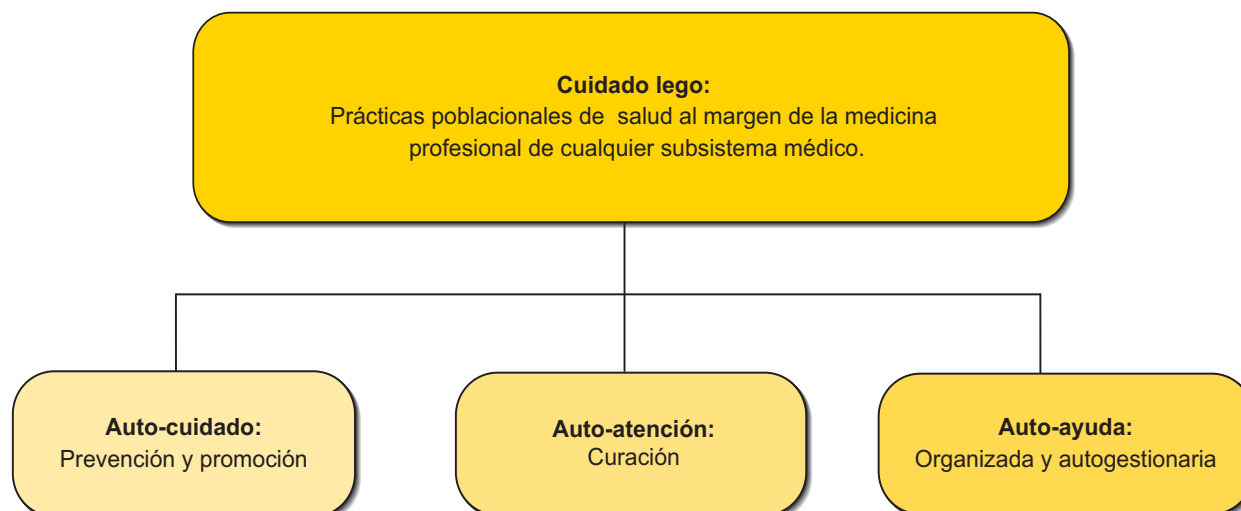 Cuidado lego:
Prácticas poblacionales de salud al margen de la medicina
profesional de cualquier subsistema médico.
Auto-cuidado:
Prevención y promoción
Auto-atención:
Curación
Auto-ayuda:
Organizada y autogestionaria